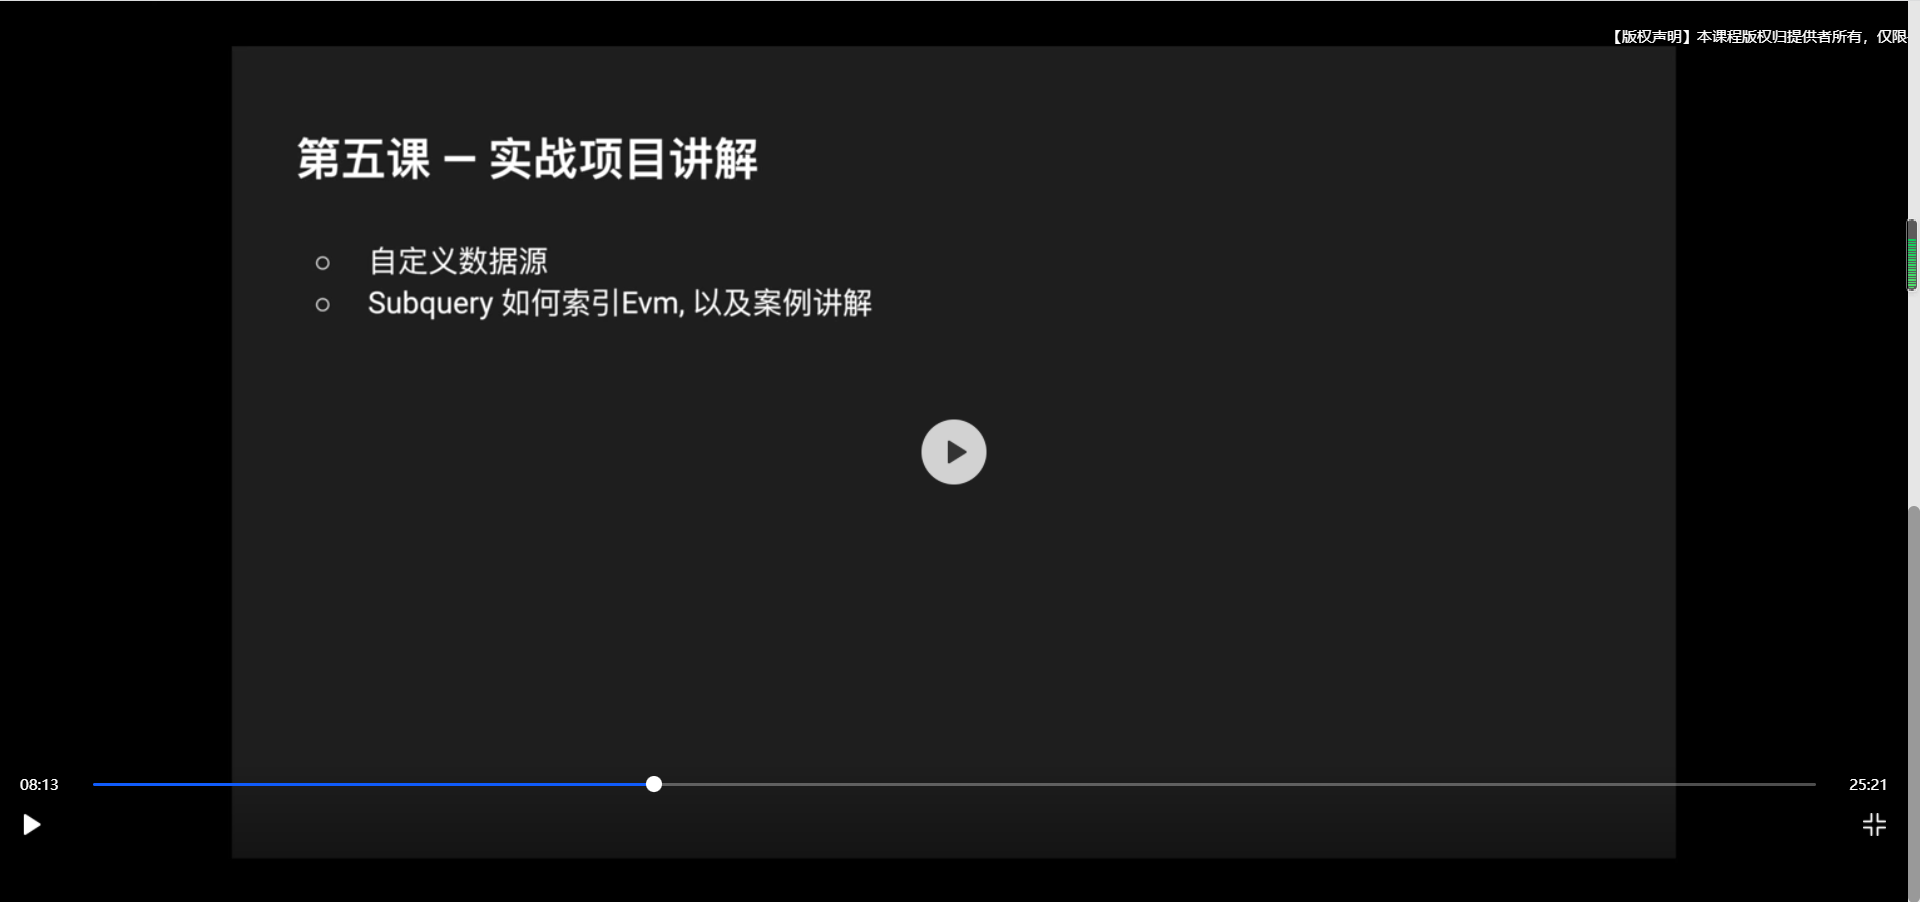 【版权声明】本课程版权归提供者所有，仅限
第五课 – 实战项目讲解
自定义数据源
Subquery 如何索引Evm, 以及案例讲解
08:13
25:21